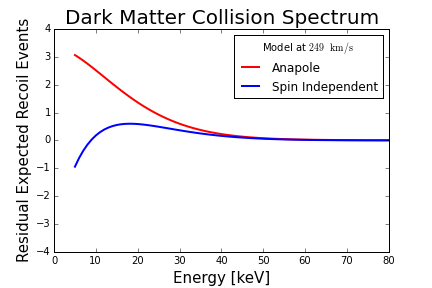 Dark Matter Collision Spectrum
Residual Expected Recoil Events
4
3
2
1
0
−1
−2
−3
−4
Model at 249 km/s
Anapole
Spin Independent
0 10 20 30 40 50 60 70 80
Energy [keV]